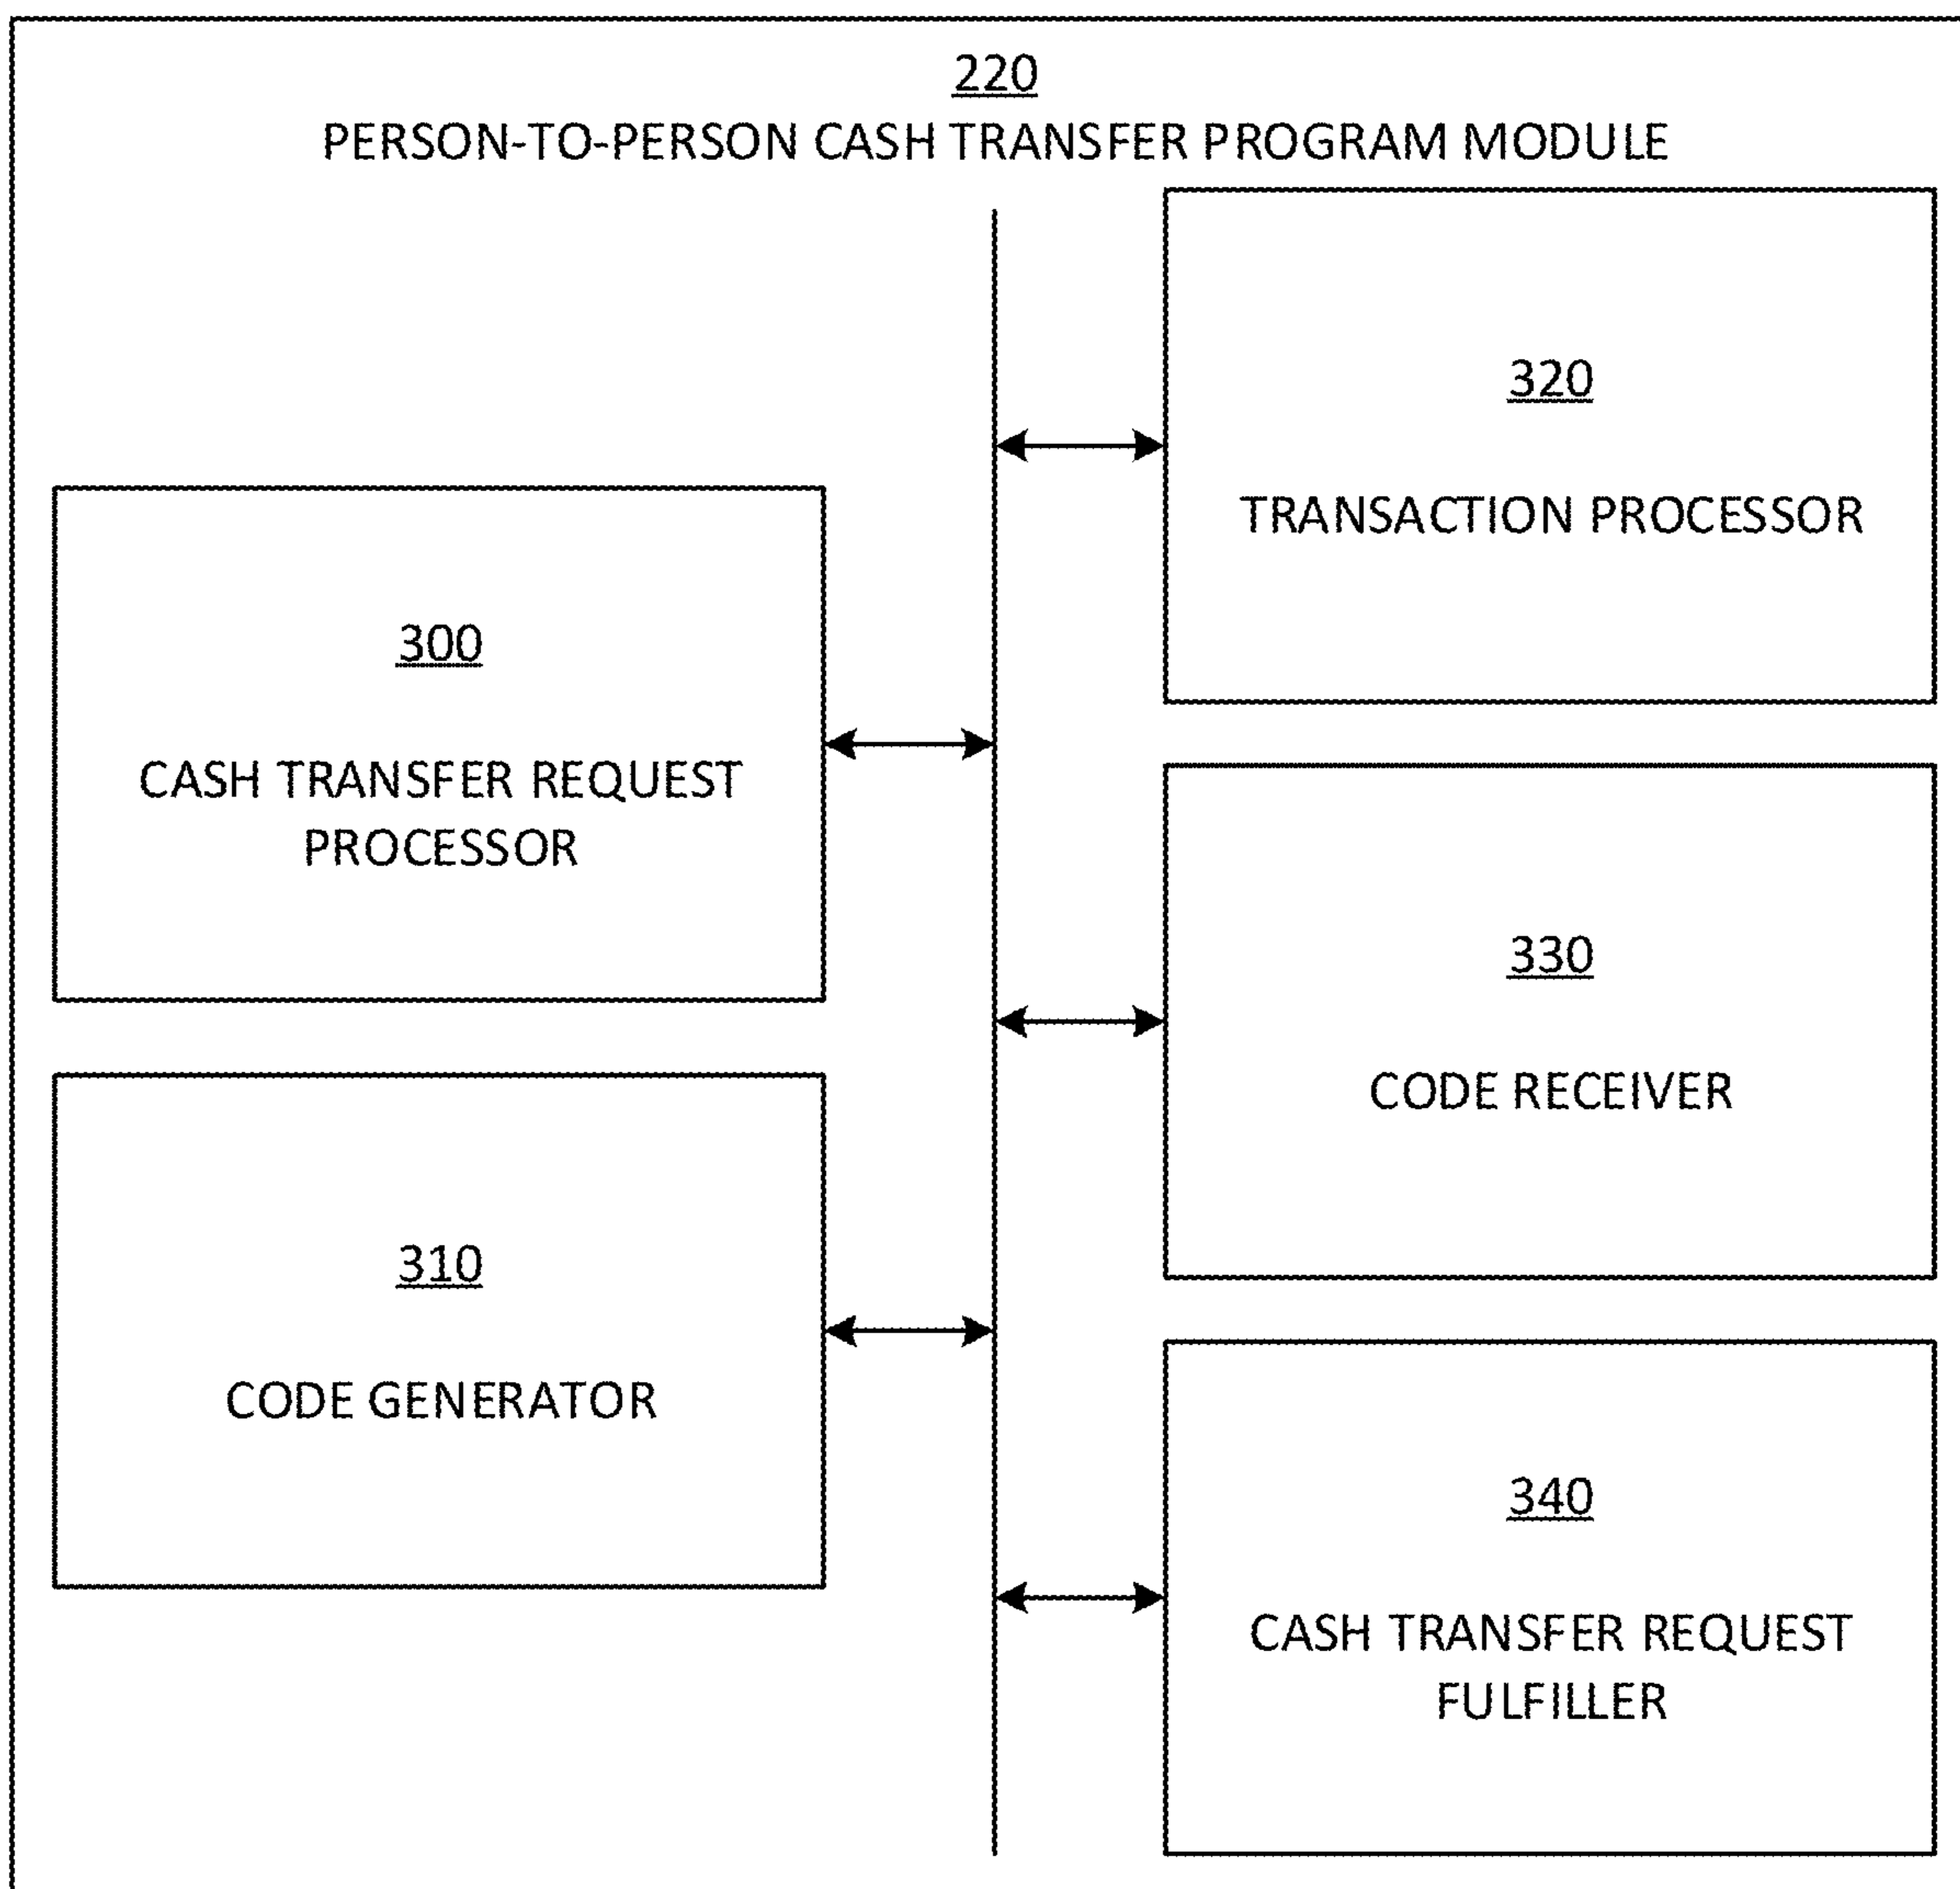 220
PERSON-TO-PERSON CASH TRANSFER PROGRAM MODULE
300
CASH TRANSFER REQUEST
PROCESSOR
310
CODE GENERATOR
320
TRANSACTION PROCESSOR
330
CODE RECEIVER
340
CASH TRANSFER REQUEST
FULFILLER